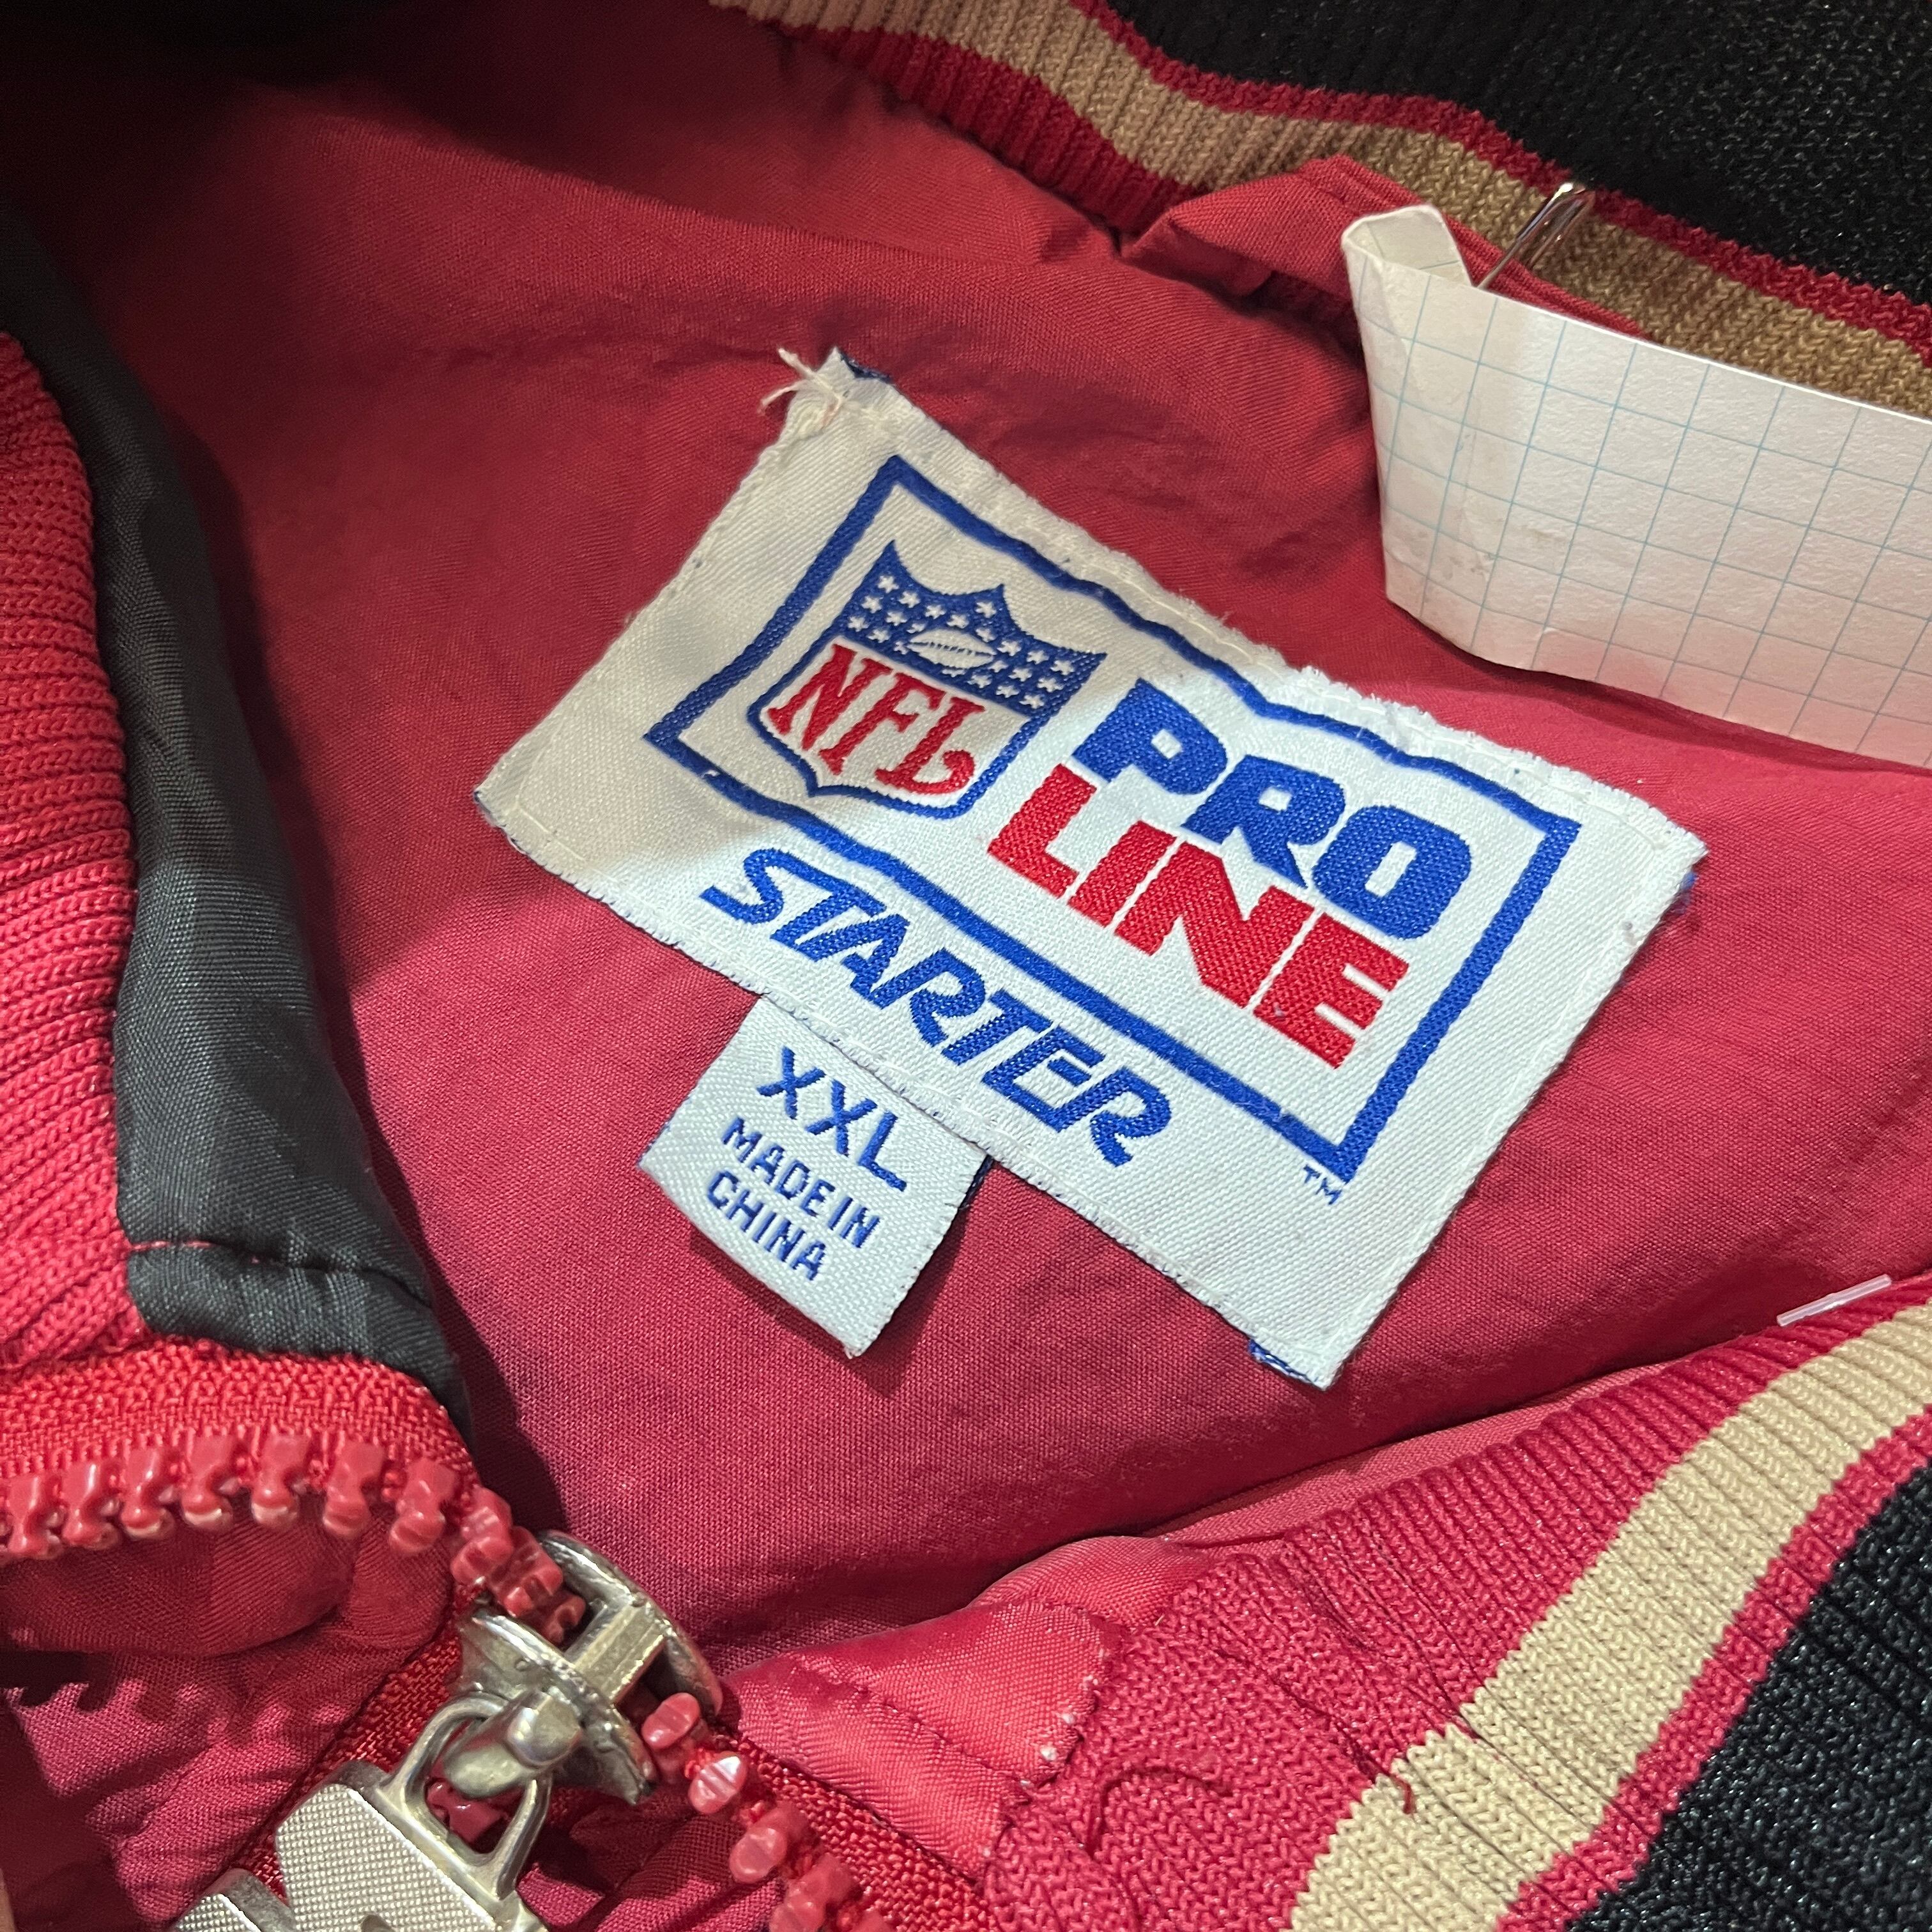 NFL
PRO
LINE
STARTER
TM
XXL
MADE IN
CHINA